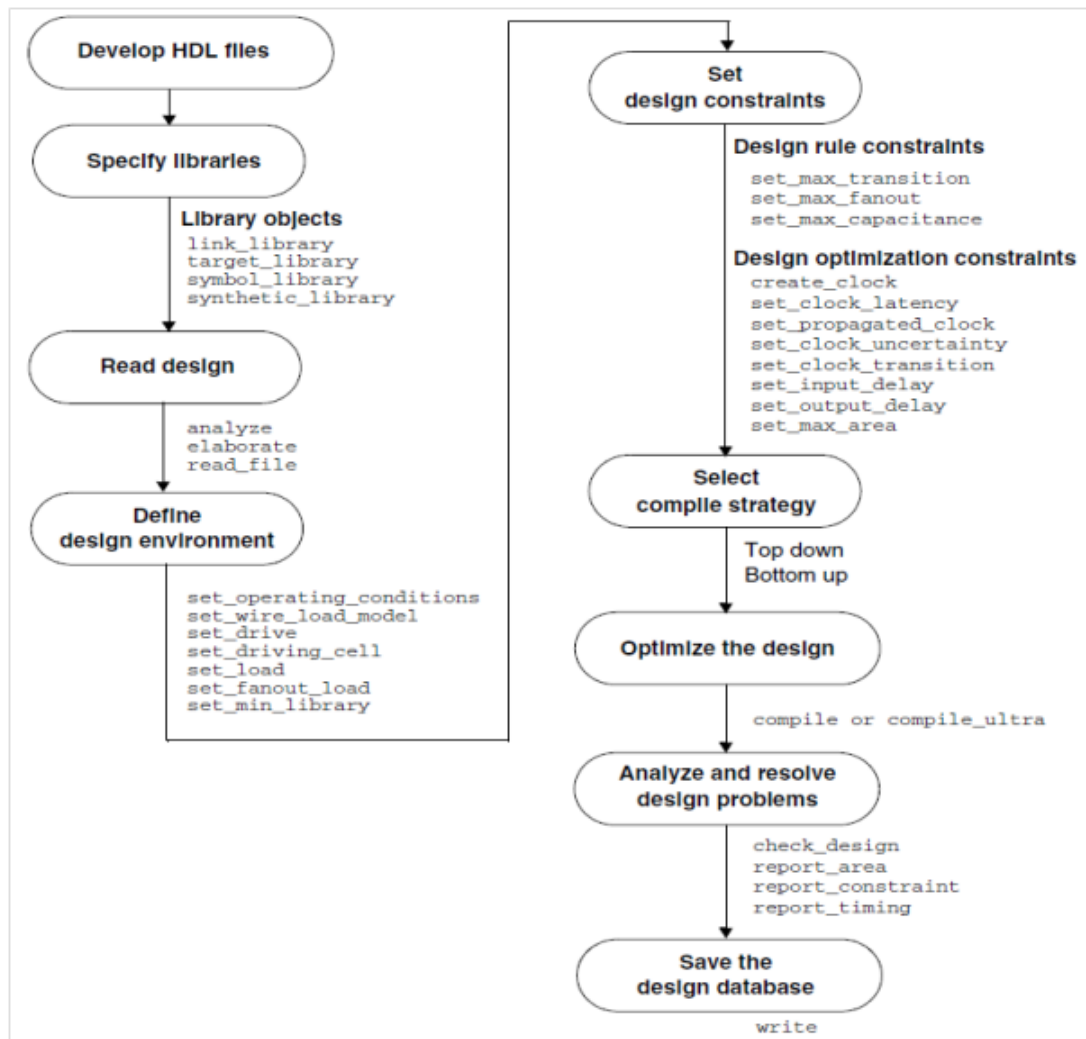 Develop HDL files
Specify libraries
Library objects
link_library
target_library
symbol_library
synthetic_library
Read design
analyze
elaborate
read_file
Define
design environment
set_operating_conditions
set_wire_load_model
set_drive
set_driving_cell
set_load
set_fanout_load
set_min_library
Set
design constraints
Design rule constraints
set_max_transition
set_max_fanout
set_max_capacitance
Design optimization constraints
create_clock
set_clock_latency
set_propagated_clock
set_clock_uncertainty
set_clock_transition
set_input_delay
set_output_delay
set_max_area
Select
compile strategy
Top down
Bottom up
Optimize the design
compile or compile_ultra
Analyze and resolve
design problems
check_design
report_area
report_constraint
report_timing
Save the
design database
write